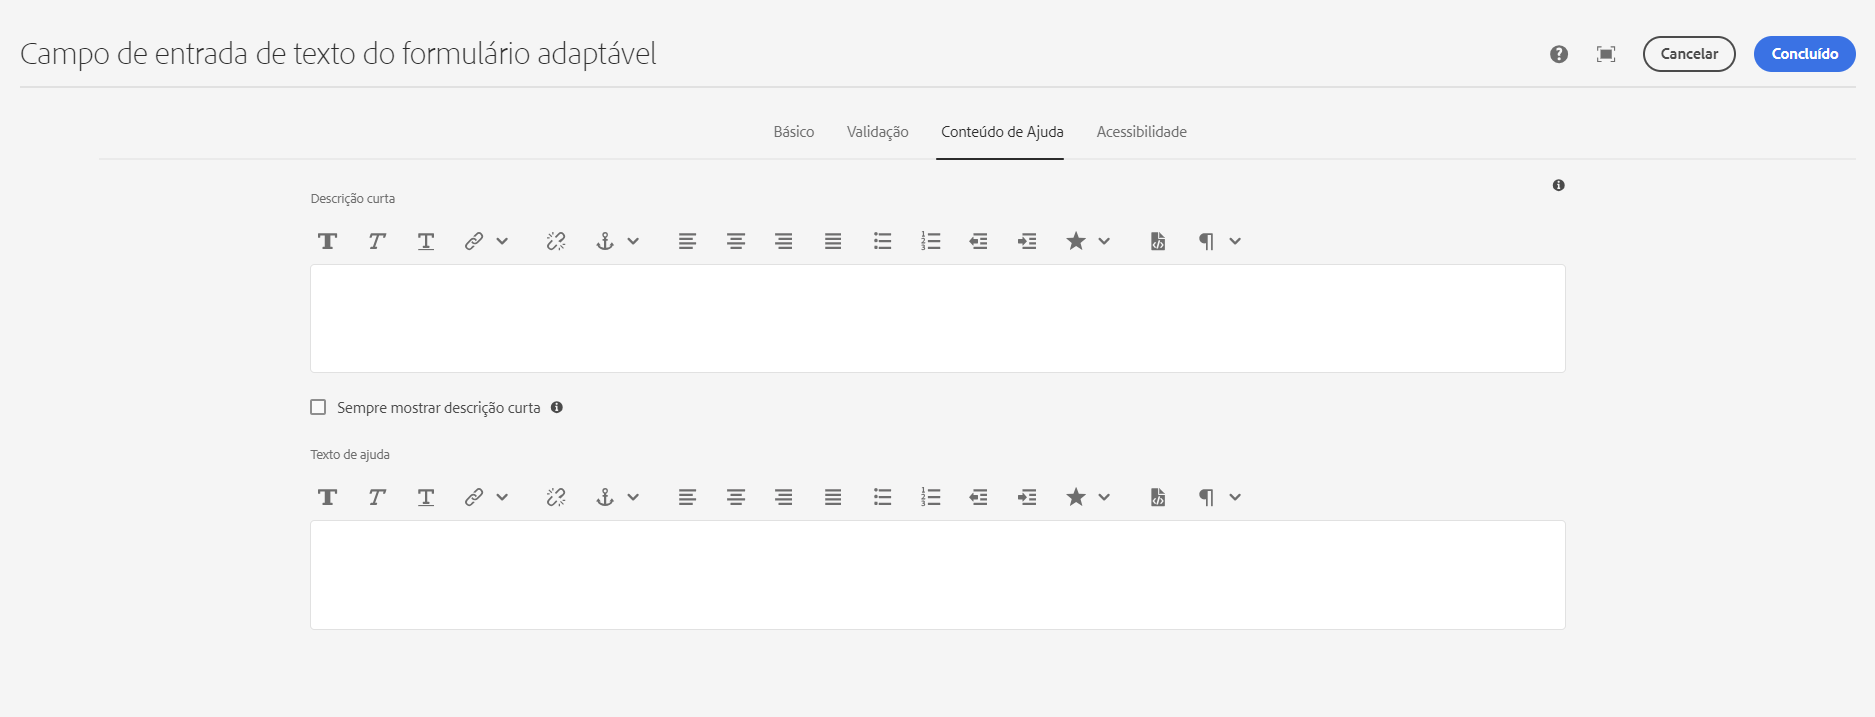 Campo de entrada de texto do formulário adaptável
Cancelar
Concluído
Básico
Validação
Conteúdo de Ajuda
Acessibilidade
Descrição curta
Sempre mostrar descrição curta
Texto de ajuda